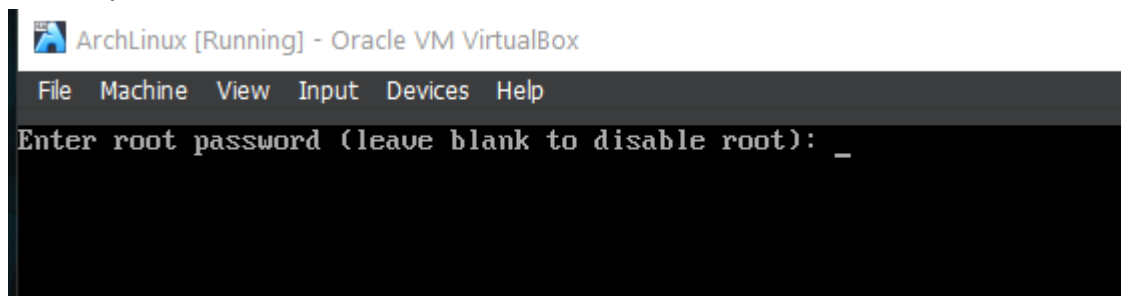 ArchLinux [Running] - Oracle VM VirtualBox
File Machine View Input Devices Help
Enter root password (leave blank to disable root): _